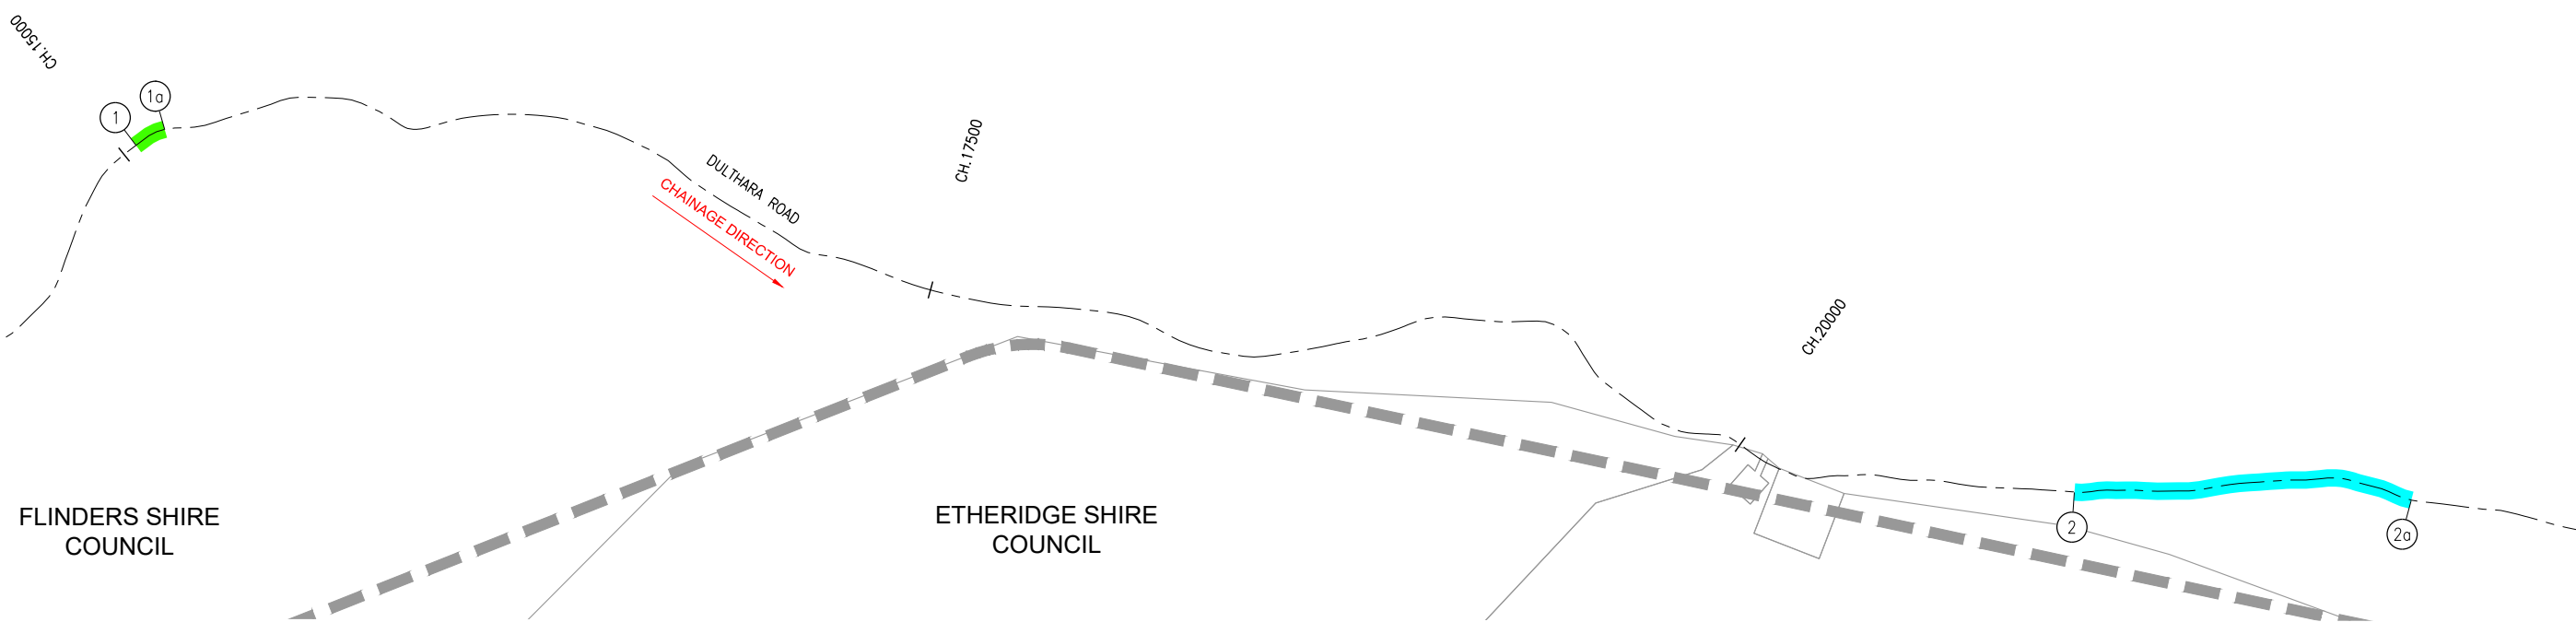 CH.15000
1
1a
DULTHARA ROAD
CHAINAGE DIRECTION
CH.17500
CH.20000
2
2a
FLINDERS SHIRE
COUNCIL
ETHERIDGE SHIRE
COUNCIL